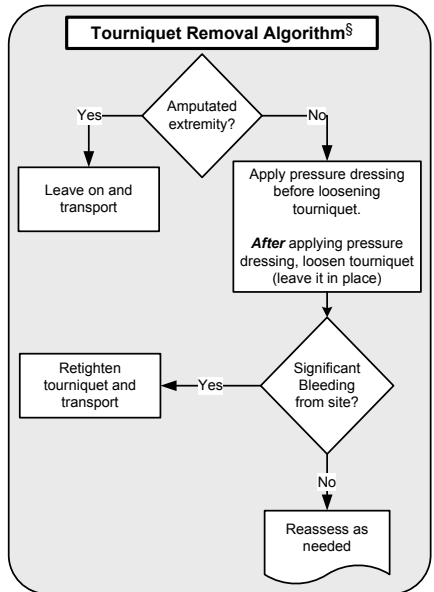 Tourniquet Removal Algorithm§
Amputated
extremity?
Yes
No
Leave on and
transport
Apply pressure dressing
before loosening
tourniquet.
After applying pressure
dressing, loosen tourniquet
(leave it in place)
Significant
Bleeding
from site?
Yes
Retighten
tourniquet and
transport
No
Reassess as
needed